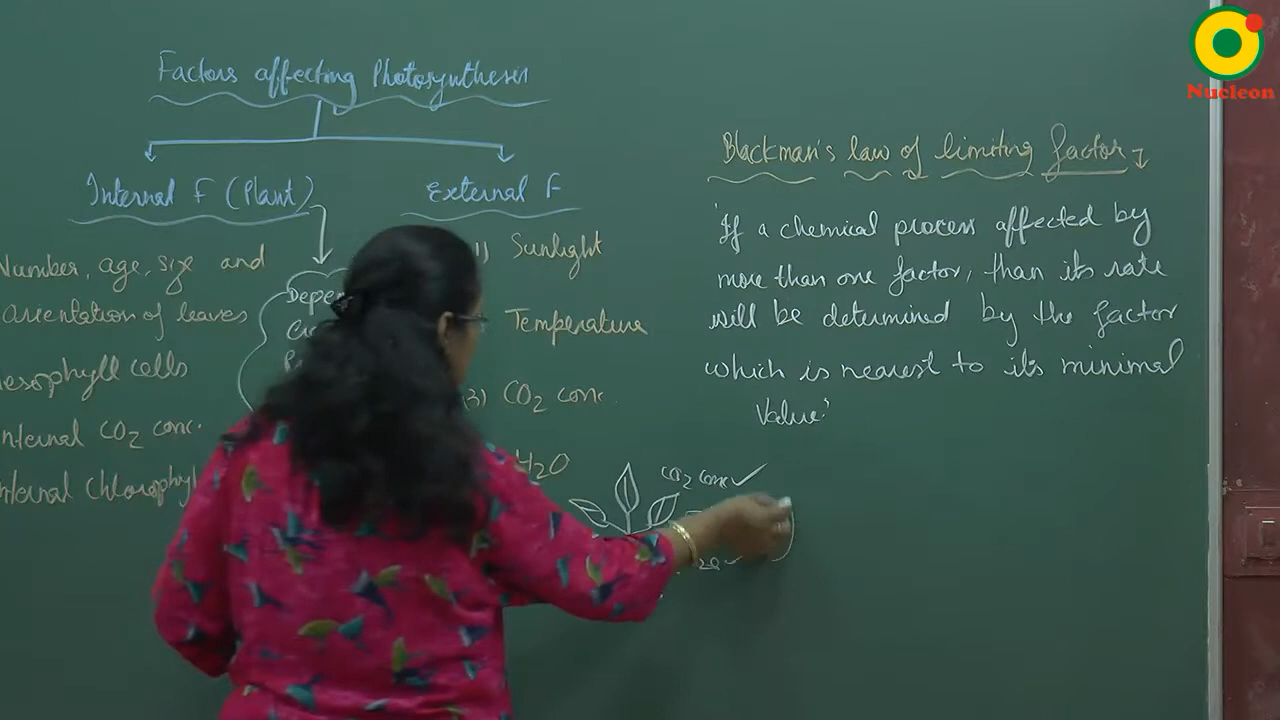 Factors affecting Photosynthesis
Internal F (Plant)
External F
Number, age, size and
orientation of leaves
Mesophyll cells
Internal CO2 conc.
Internal Chlorophyl
1) Sunlight
Temperature
(3) CO2 conc
H2O
Blackman's law of limiting factor
'If a chemical process affected by
more than one factor, than its rate
will be determined by the factor
which is nearest to it's minimal
Value'
CO2 conc ✓
Nucleon